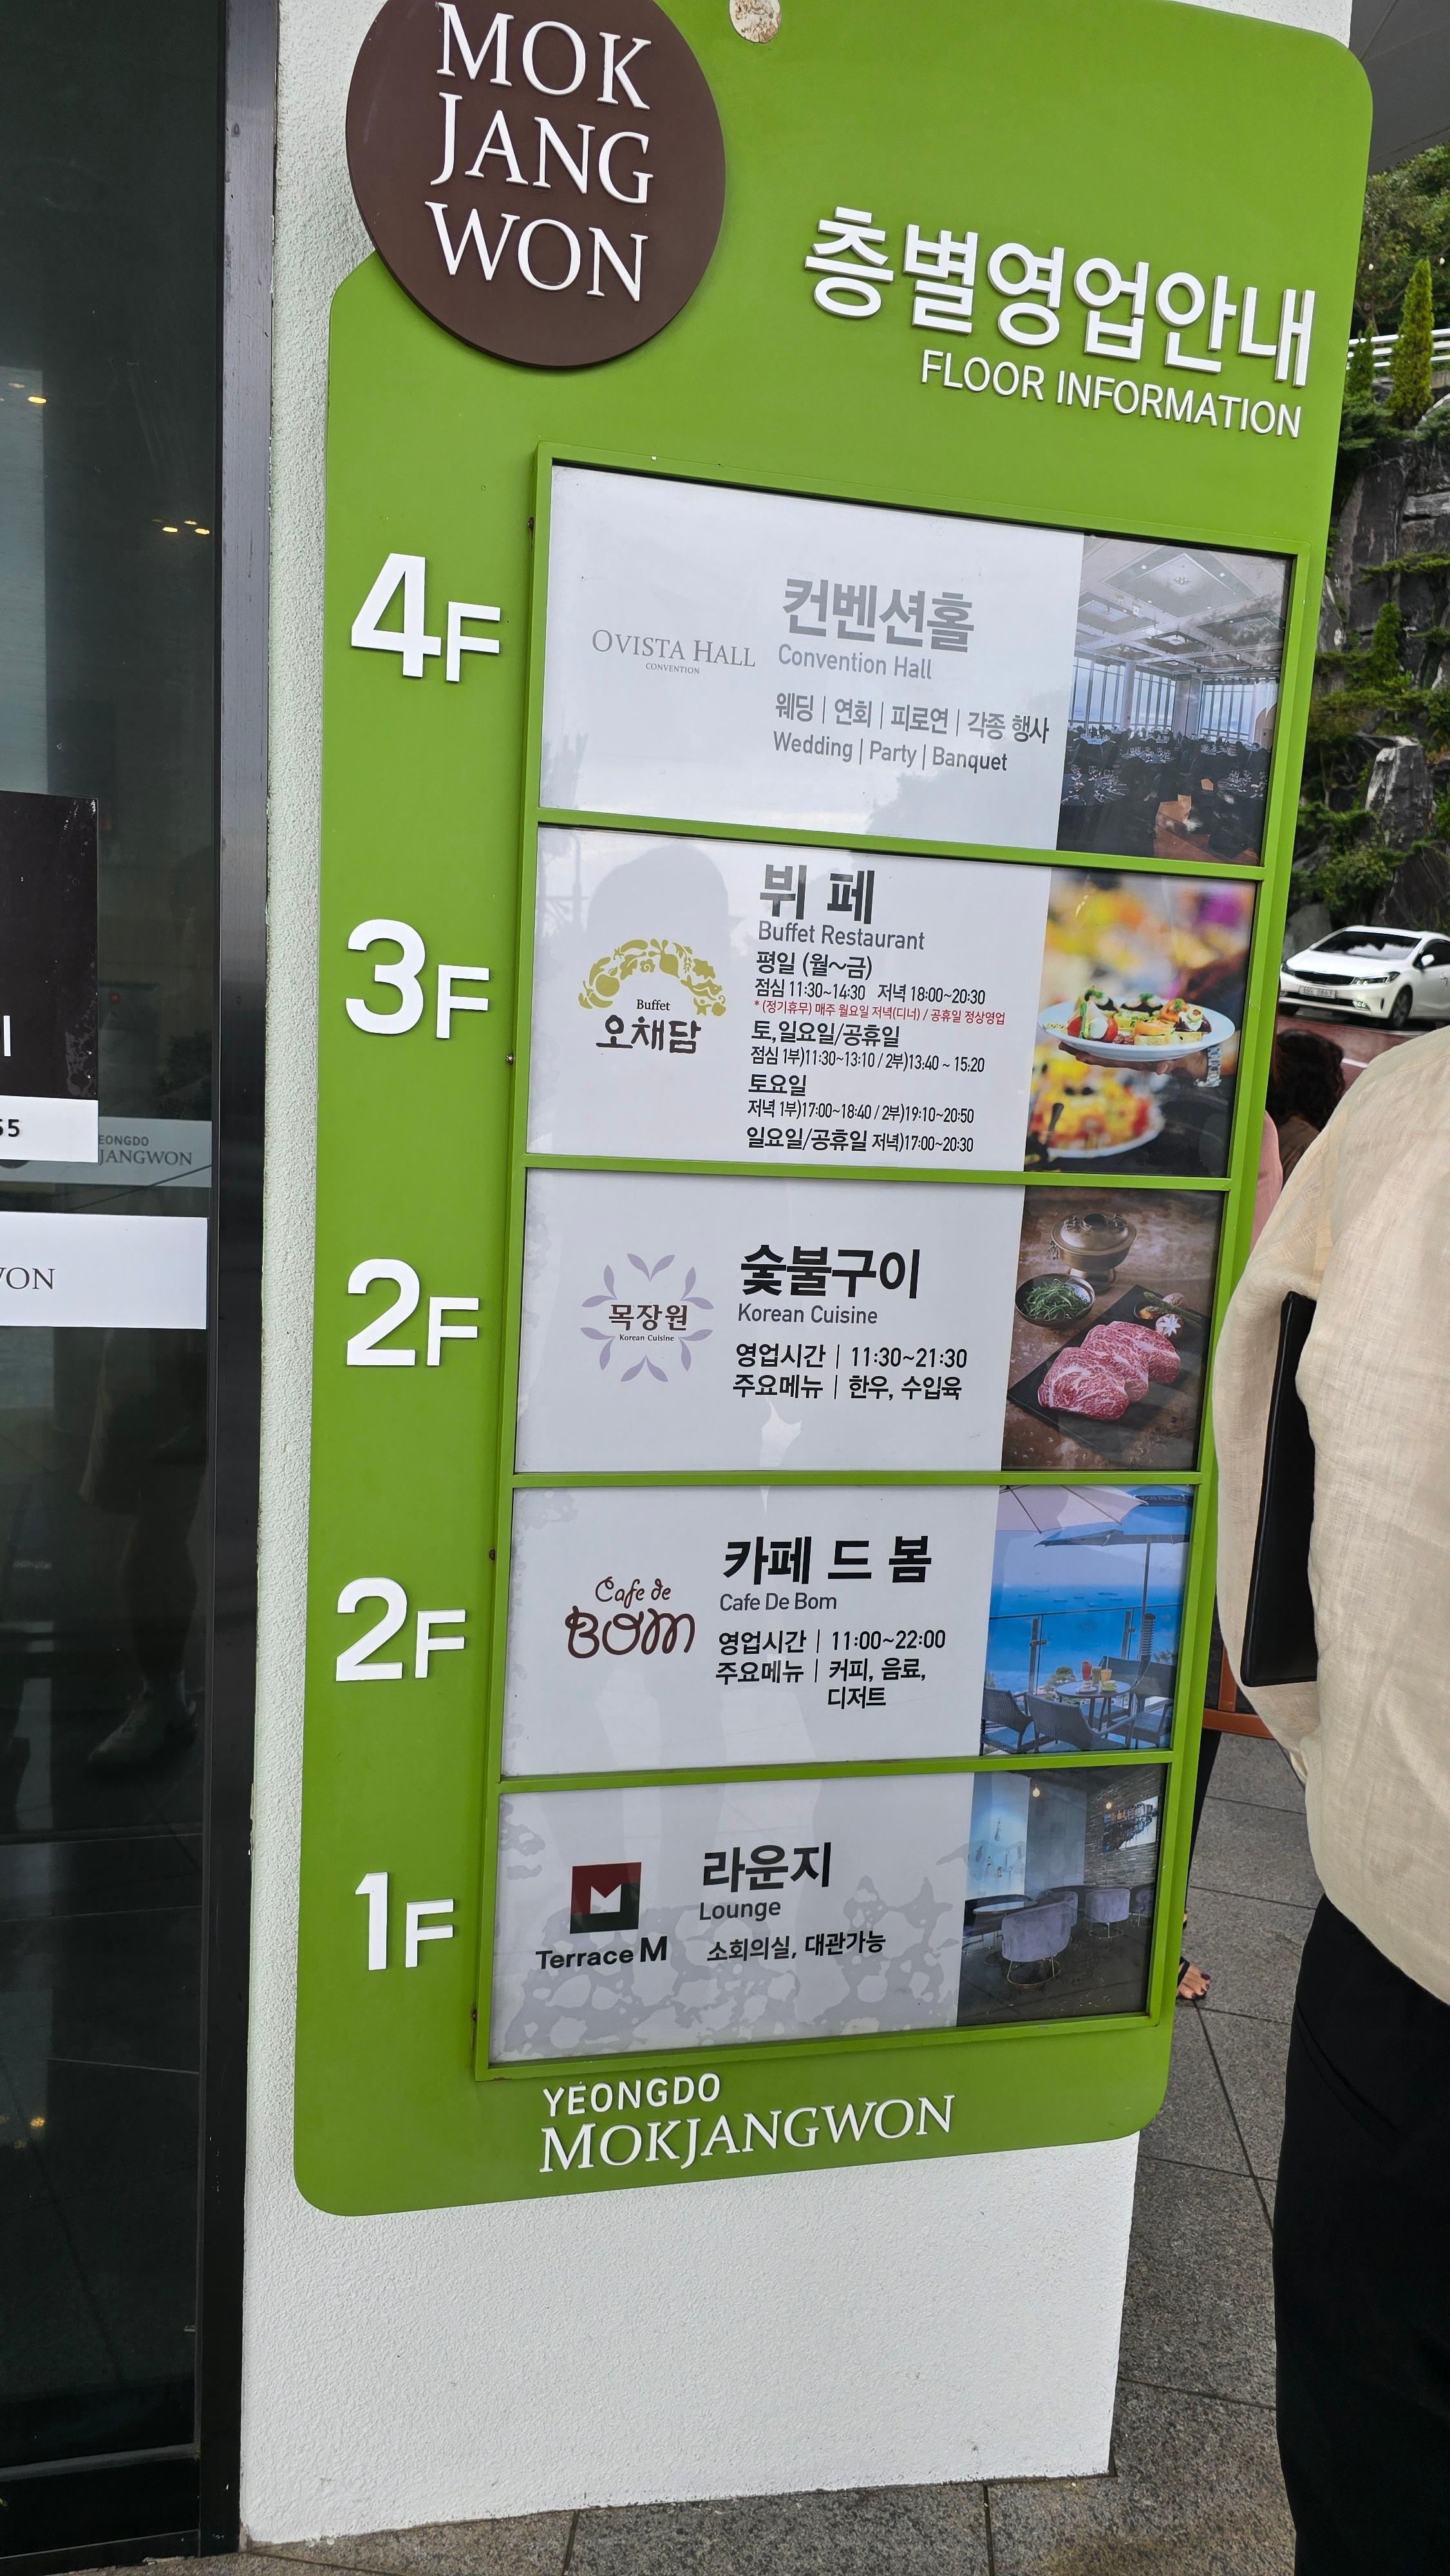 MOK
JANG
WON
층별영업안내
FLOOR INFORMATION
4F
OVISTA HALL
CONVENTION
컨벤션홀
Convention Hall
웨딩 | 연회 | 피로연 | 각종 행사
Wedding | Party | Banquet
3F
Buffet
오채담
뷔 페
Buffet Restaurant
평일 (월~금)
점심 11:30~14:30 저녁 18:00~20:30
* (정기휴무) 매주 월요일 저녁(디너) / 공휴일 정상영업
토,일요일/공휴일
점심 1부)11:30~13:10 / 2부)13:40 ~ 15:20
토요일
저녁 1부)17:00~18:40 / 2부)19:10~20:50
일요일/공휴일 저녁)17:00~20:30
2F
목장원
Korean Cuisine
숯불구이
Korean Cuisine
영업시간 | 11:30~21:30
주요메뉴 | 한우, 수입육
2F
Cafe de
BOM
카페 드 봄
Cafe De Bom
영업시간 | 11:00~22:00
주요메뉴 | 커피, 음료,
디저트
1F
Terrace M
라운지
Lounge
소회의실, 대관가능
YEONGDO
MOKJANGWON
55
EONGDO
JANGWON
WON